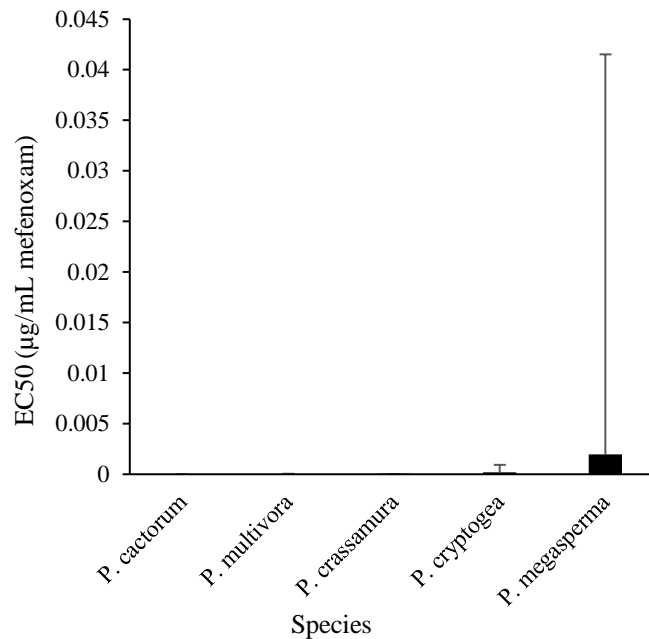 0.045
0.04
0.035
0.03
0.025
0.02
0.015
0.01
0.005
0
EC50 (µg/mL mefenoxam)
P. cactorum
P. multivora
P. crassamura
P. cryptogea
P. megasperma
Species